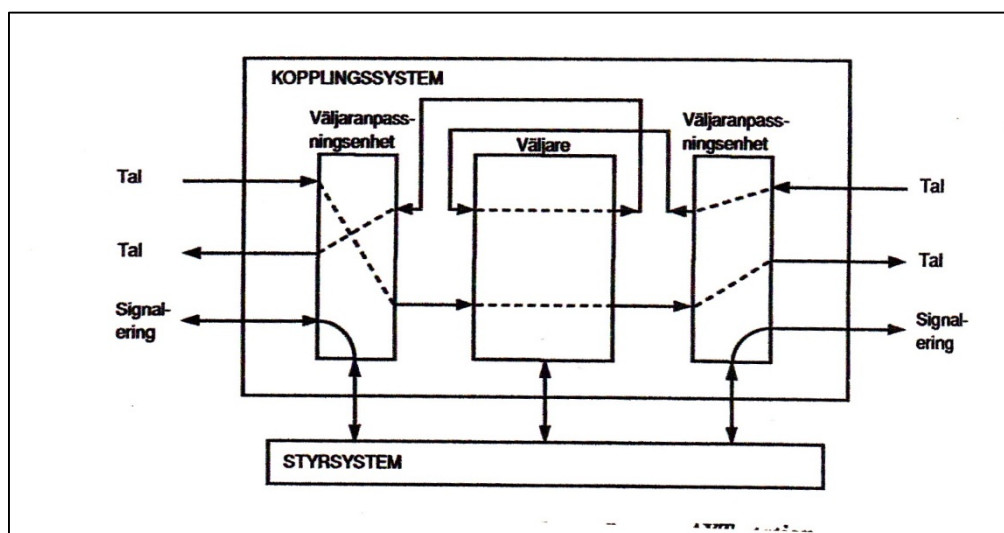 KOPPLINGSSYSTEM
Väljaranpass-
ningsenhet
Väljare
Väljaranpass-
ningsenhet
Tal
Tal
Signal-
ering
Tal
Tal
Signal-
ering
STYRSYSTEM